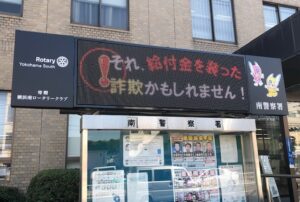 Rotary
Yokohama South
寄贈
横浜南ロータリークラブ
それ、給付金を装った
詐欺かもしれません!
南警察署
南警察署